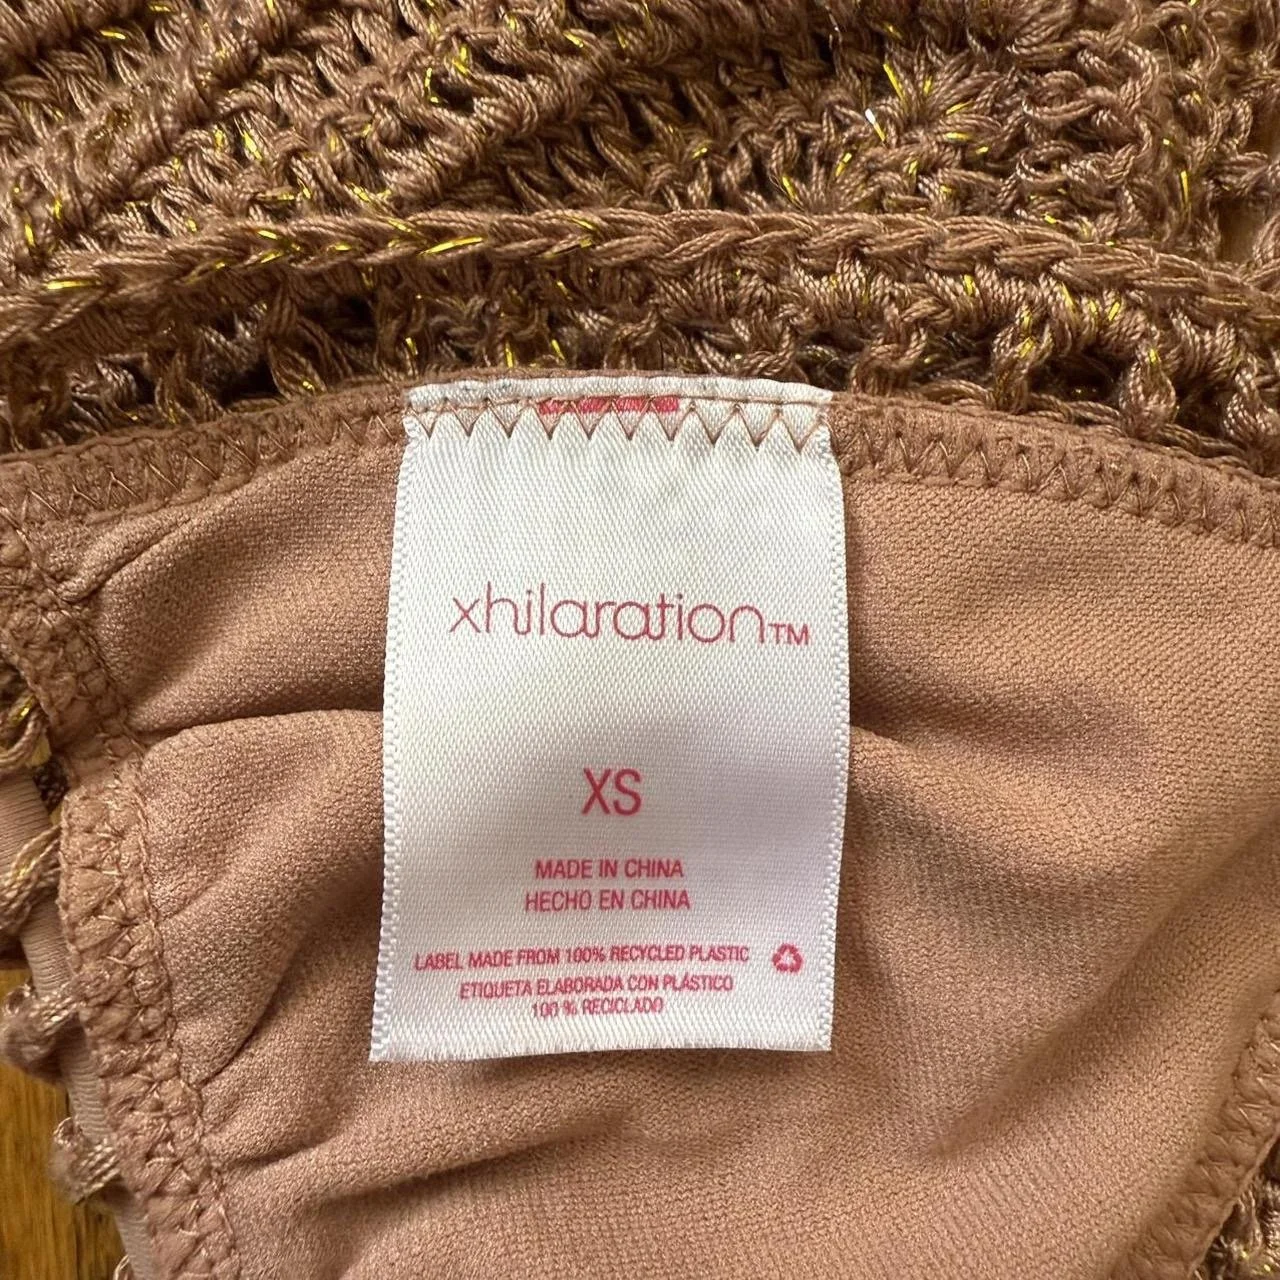 xhilaration™
XS
MADE IN CHINA
HECHO EN CHINA
LABEL MADE FROM 100% RECYCLED PLASTIC
ETIQUETA ELABORADA CON PLÁSTICO
100 % RECICLADO